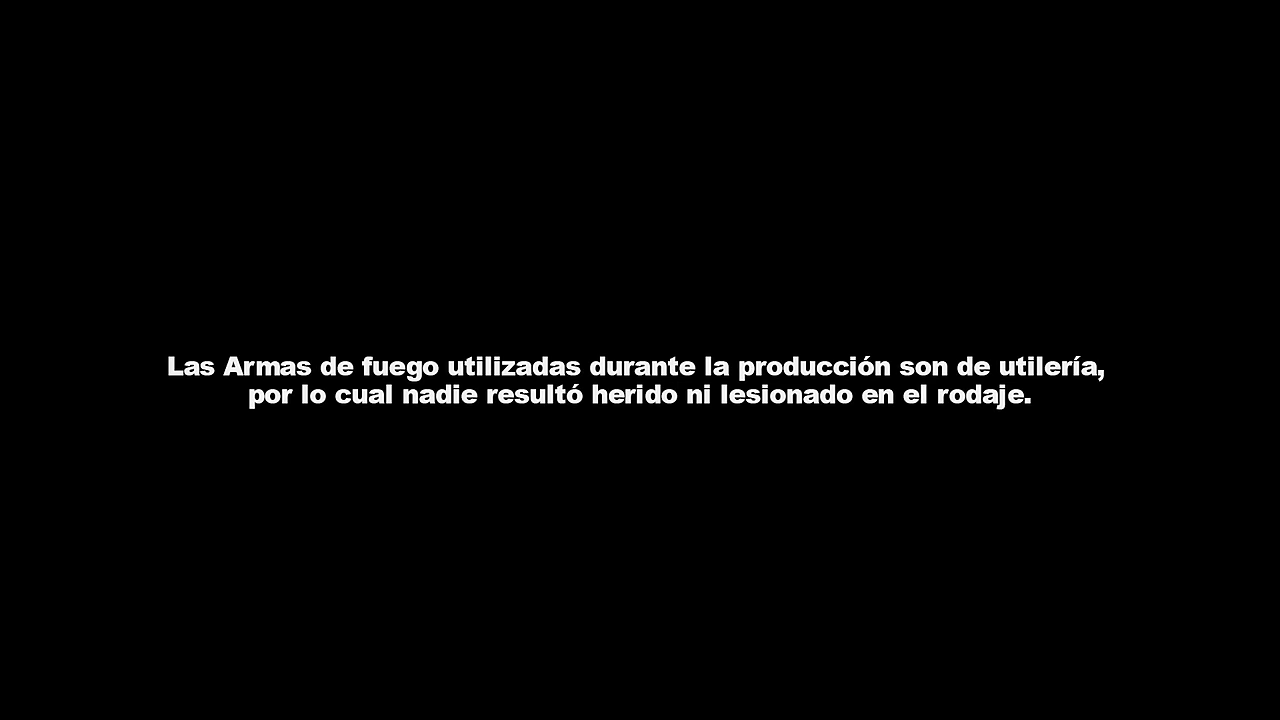 Las Armas de fuego utilizadas durante la producción son de utilería,
por lo cual nadie resultó herido ni lesionado en el rodaje.